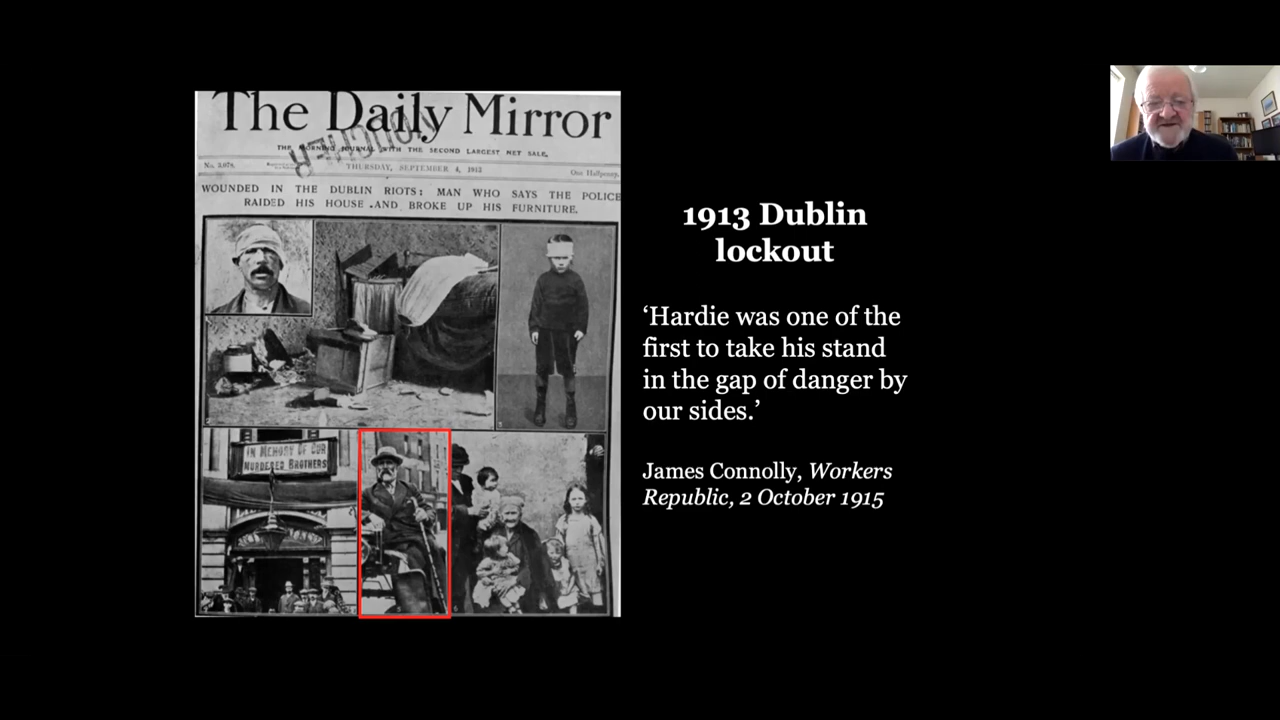 The Daily Mirror
THE MORNING JOURNAL WITH THE SECOND LARGEST NET SALE.
No. 3,078.
THURSDAY, SEPTEMBER 4, 1913
One Halfpenny.
WOUNDED IN THE DUBLIN RIOTS: MAN WHO SAYS THE POLICE
RAIDED HIS HOUSE AND BROKE UP HIS FURNITURE.
IN MEMORY OF OUR
MURDERED BROTHERS
1913 Dublin
lockout
‘Hardie was one of the
first to take his stand
in the gap of danger by
our sides.’
James Connolly, Workers
Republic, 2 October 1915